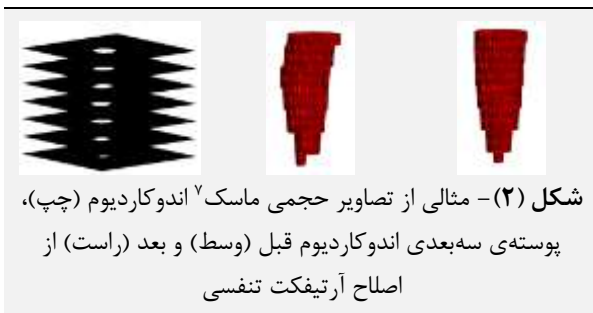 شکل (۲)- مثالی از تصاویر حجمی ماسک۷ اندوکاردیوم (چپ)،
پوسته‌ی سه‌بعدی اندوکاردیوم قبل (وسط) و بعد (راست) از
اصلاح آرتیفکت تنفسی